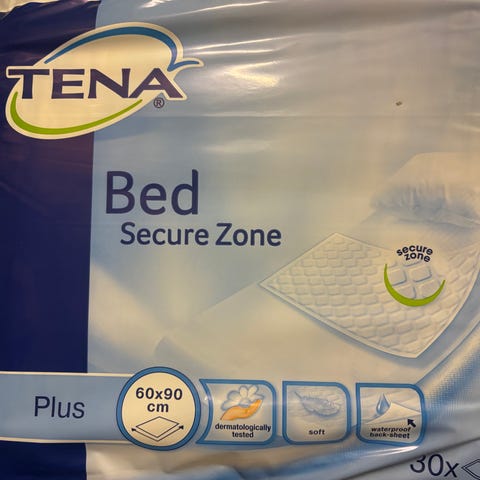 TENA®
Bed
Secure Zone
secure
zone
Plus
60x90
cm
dermatologically
tested
soft
waterproof
back-sheet
30x